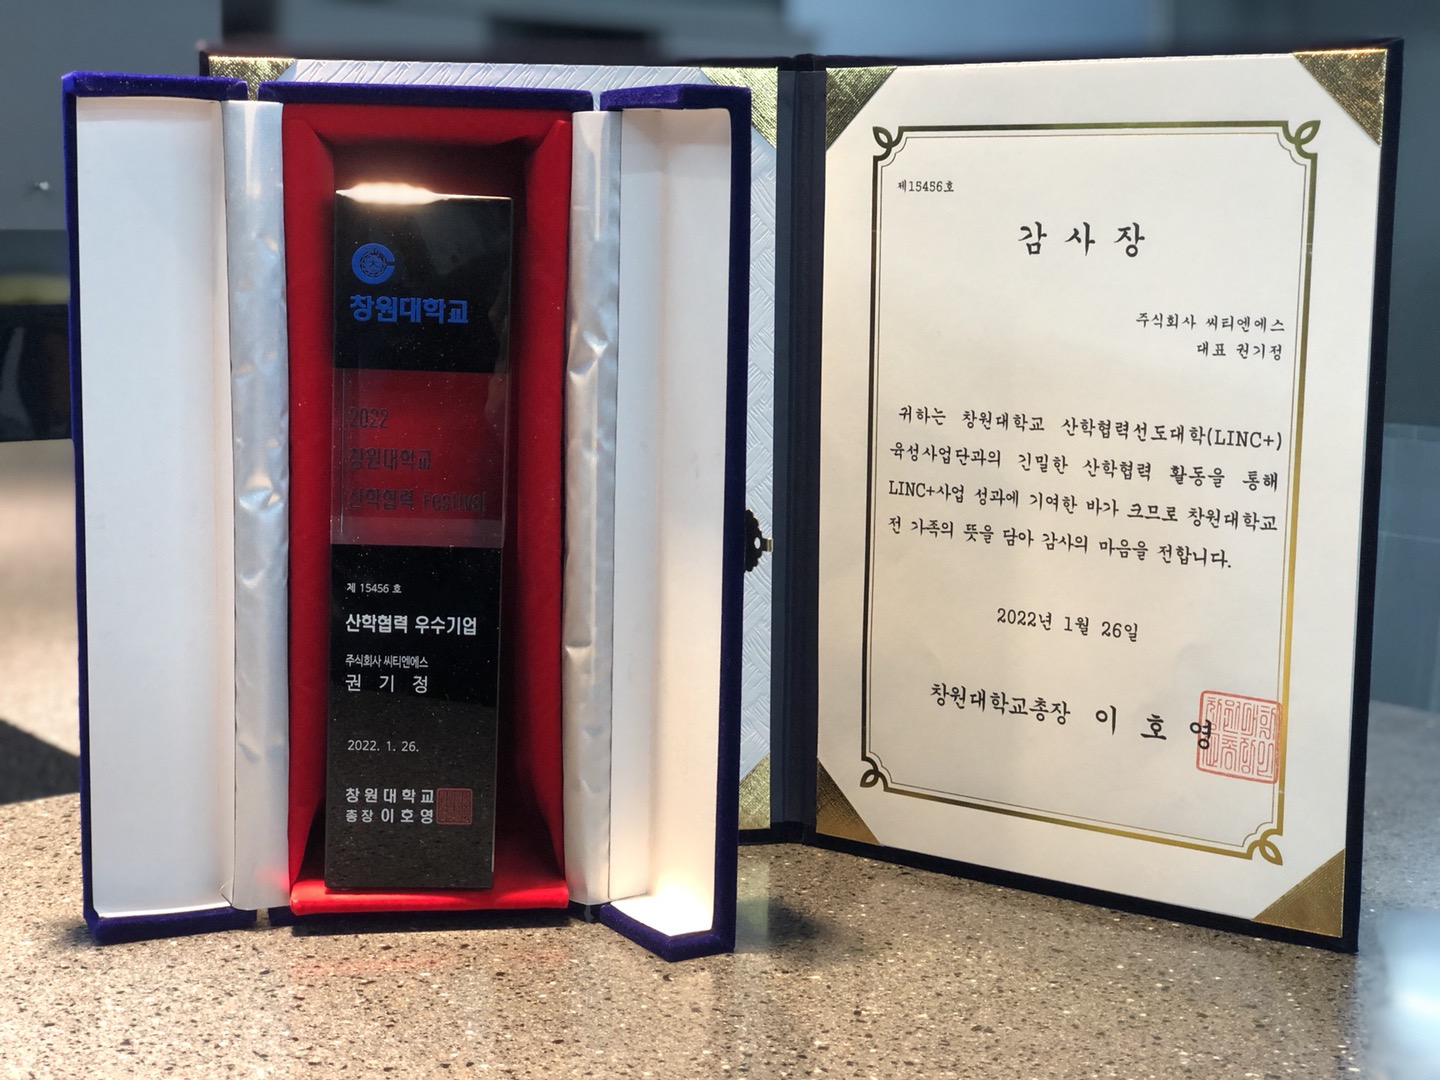 창원대학교
2022
창원대학교
산학협력 Festival
제 15456 호
산학협력 우수기업
주식회사 씨티엔에스
권 기 정
2022. 1. 26.
창원대학교
총장 이호영
제15456호
감 사 장
주식회사 씨티엔에스
대표 권기정
귀하는 창원대학교 산학협력선도대학(LINC+)
육성사업단과의 긴밀한 산학협력 활동을 통해
LINC+사업 성과에 기여한 바가 크므로 창원대학교
전 가족의 뜻을 담아 감사의 마음을 전합니다.
2022년 1월 26일
창원대학교총장 이 호 영